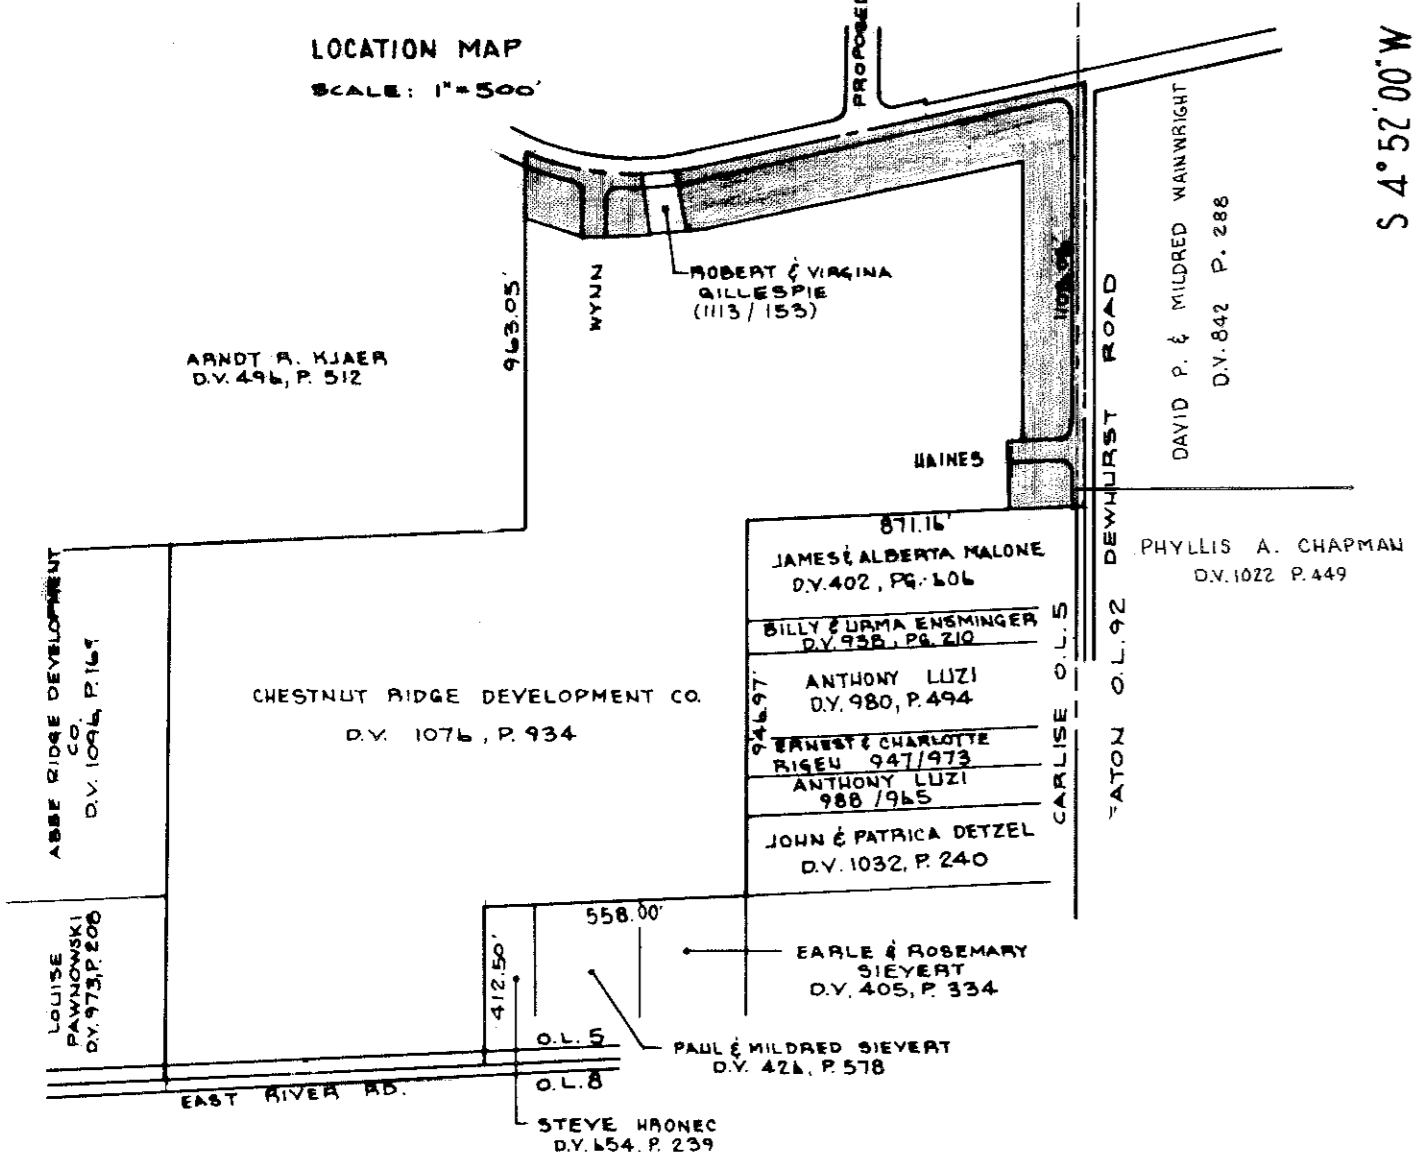 LOCATION MAP
SCALE: 1"=500'
S 4°52'00"W
DAVID P. & MILDRED WAINWRIGHT
D.V. 842 P. 288
ROBERT & VIRGINA
GILLESPIE
(1113/153)
WYNN
963.05'
ARNDT R. KJAER
D.V. 496, P. 512
DEWHURST ROAD
HAINES
871.16'
JAMES & ALBERTA MALONE
D.V. 402, PG. 606
PHYLLIS A. CHAPMAN
D.V. 1022 P. 449
BILLY & URMA ENSMINGER
D.V. 938, PG. 210
ANTHONY LUZI
D.V. 980, P. 494
946.97'
ERNEST & CHARLOTTE
RIGEN 947/973
ANTHONY LUZI
988/965
JOHN & PATRICA DETZEL
D.V. 1032, P. 240
CARLISE O.L. 5
EATON O.L. 92
ABBE RIDGE DEVELOPMENT
CO.
D.V. 1096, P. 169
CHESTNUT RIDGE DEVELOPMENT CO.
D.V. 1076, P. 934
LOUISE
PAWNOWSKI
D.V. 973, P. 208
558.00'
412.50'
EARLE & ROSEMARY
SIEVERT
D.V. 405, P. 334
O.L. 5
PAUL & MILDRED SIEVERT
D.V. 426, P. 578
O.L. 8
EAST RIVER RD.
STEVE HRONEC
D.V. 654, P. 239